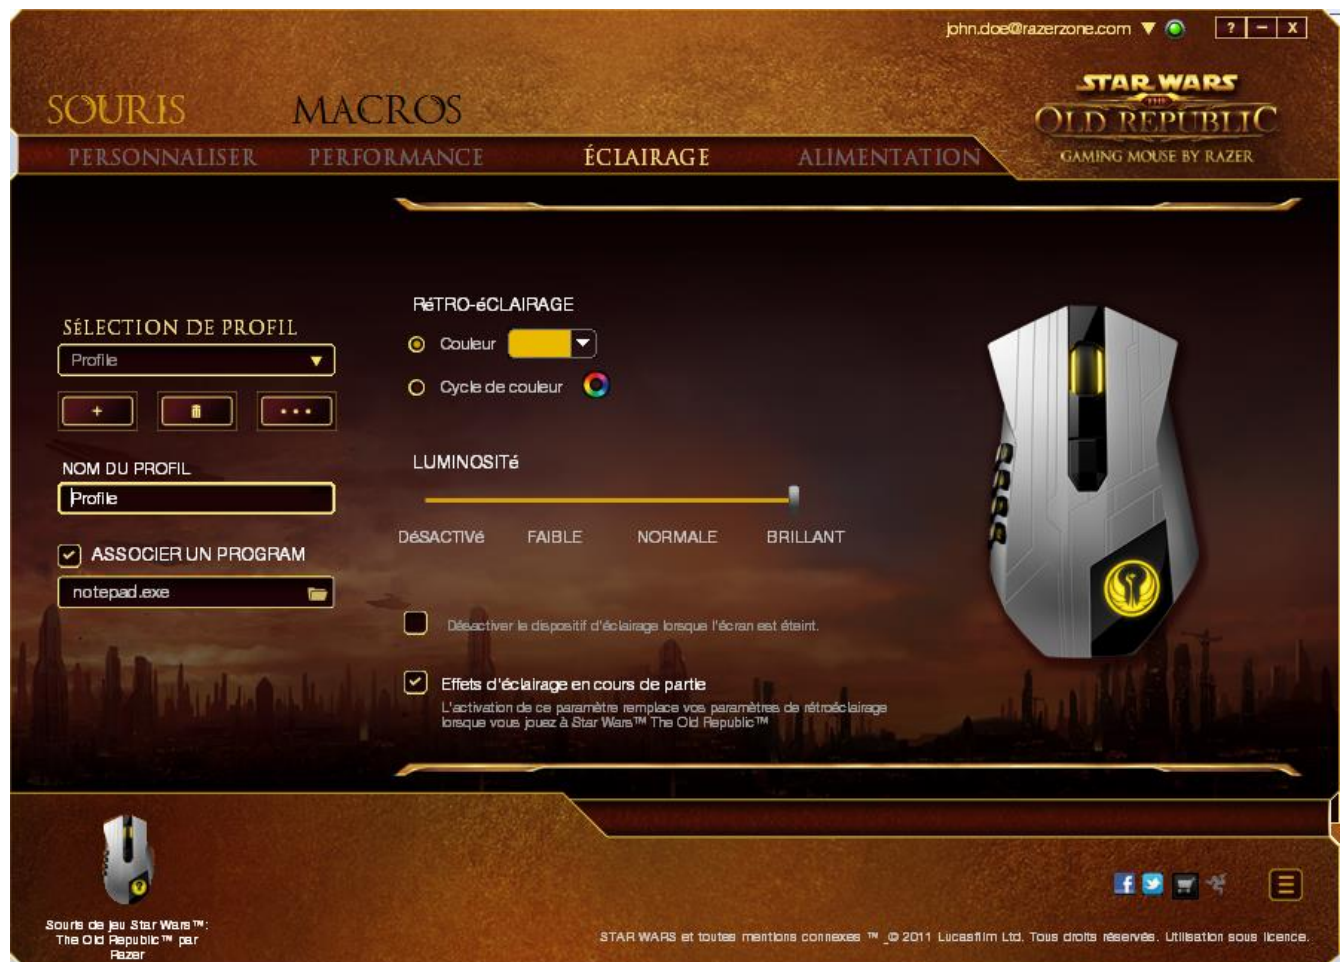 john.doe@razerzone.com
? – X
SOURIS MACROS
STAR WARS
THE
OLD REPUBLIC
GAMING MOUSE BY RAZER
PERSONNALISER PERFORMANCE ÉCLAIRAGE ALIMENTATION
SÉLECTION DE PROFIL
Profile
+ •••
NOM DU PROFIL
Profile
ASSOCIER UN PROGRAM
notepad.exe
RéTRO-éCLAIRAGE
Couleur
Cycle de couleur
LUMINOSITé
DéSACTIVé FAIBLE NORMALE BRILLANT
Désactiver le dispositif d'éclairage lorsque l'écran est éteint.
Effets d'éclairage en cours de partie
L'activation de ce paramètre remplace vos paramètres de rétroéclairage
lorsque vous jouez à Star Wars™ The Old Republic™
Souris de jeu Star Wars™:
The Old Republic™ par
Razer
STAR WARS et toutes mentions connexes ™ _© 2011 Lucasfilm Ltd. Tous droits réservés. Utilisation sous licence.